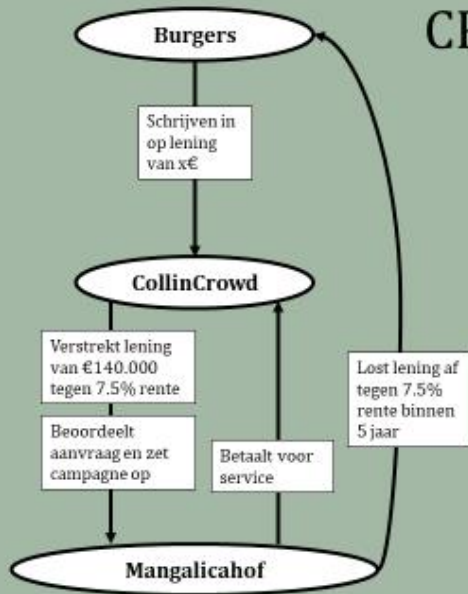 Burgers
Schrijven in
op lening
van x€
CollinCrowd
Verstrekt lening
van €140.000
tegen 7.5% rente
Beoordeelt
aanvraag en zet
campagne op
Betaalt voor
service
Lost lening af
tegen 7.5%
rente binnen
5 jaar
Mangalicahof